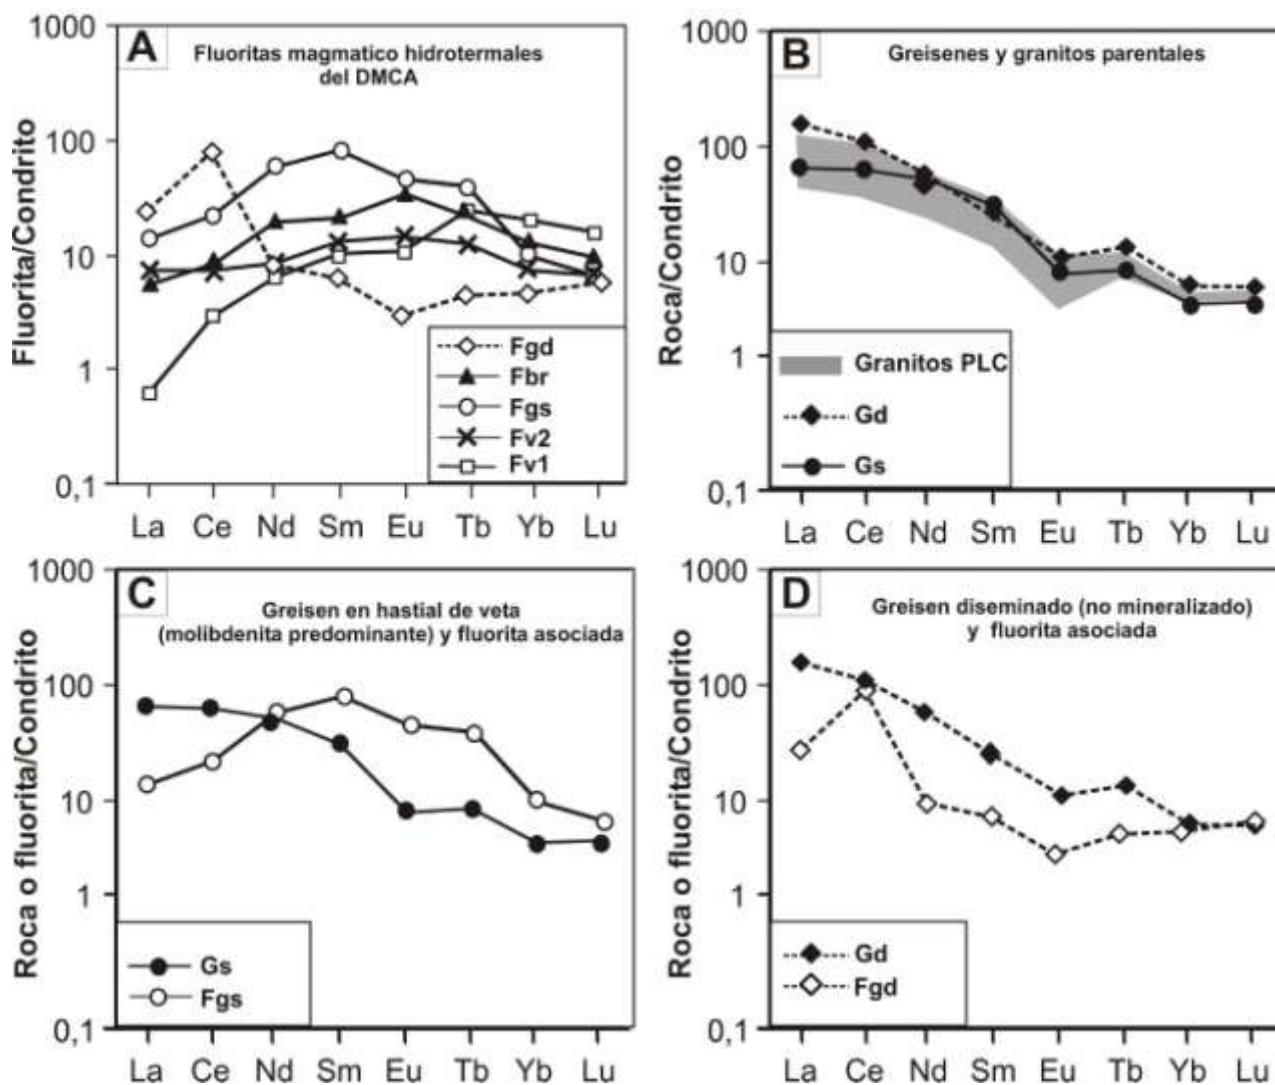 A
Fluoritas magmatico hidrotermales
del DMCA
Fluorita/Condrito
1000
100
10
1
0,1
Fgd
Fbr
Fgs
Fv2
Fv1
La Ce Nd Sm Eu Tb Yb Lu
B
Greisenes y granitos parentales
Roca/Condrito
1000
100
10
1
0,1
Granitos PLC
Gd
Gs
La Ce Nd Sm Eu Tb Yb Lu
C
Greisen en hastial de veta
(molibdenita predominante) y fluorita asociada
Roca o fluorita/Condrito
1000
100
10
1
0,1
Gs
Fgs
La Ce Nd Sm Eu Tb Yb Lu
D
Greisen diseminado (no mineralizado)
y fluorita asociada
Roca o fluorita/Condrito
1000
100
10
1
0,1
Gd
Fgd
La Ce Nd Sm Eu Tb Yb Lu